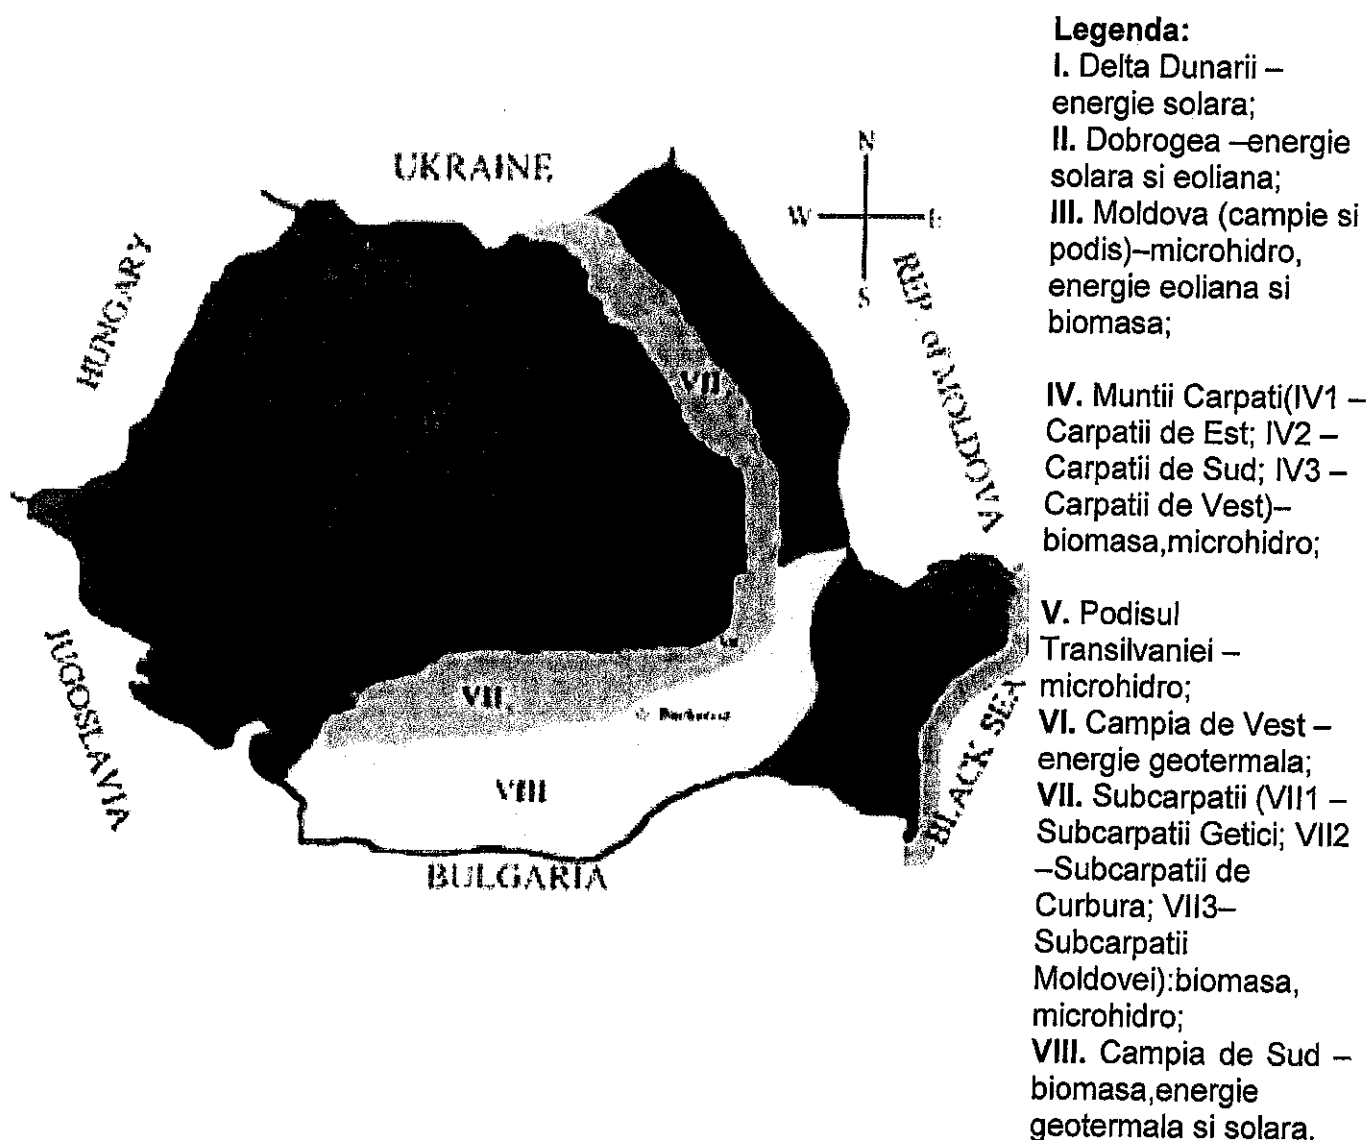 UKRAINE
N
W
E
S
HUNGARY
REP. of MOLDOVA
VII
JUGOSLAVIA
VII
Bucharest
BLACK SEA
VIII
BULGARIA
Legenda:
I. Delta Dunarii –
energie solara;
II. Dobrogea –energie
solara si eoliana;
III. Moldova (campie si
podis)–microhidro,
energie eoliana si
biomasa;
IV. Muntii Carpati(IV1 –
Carpatii de Est; IV2 –
Carpatii de Sud; IV3 –
Carpatii de Vest)–
biomasa,microhidro;
V. Podisul
Transilvaniei –
microhidro;
VI. Campia de Vest –
energie geotermala;
VII. Subcarpatii (VII1 –
Subcarpatii Getici; VII2
–Subcarpatii de
Curbura; VII3–
Subcarpatii
Moldovei):biomasa,
microhidro;
VIII. Campia de Sud –
biomasa,energie
geotermala si solara.